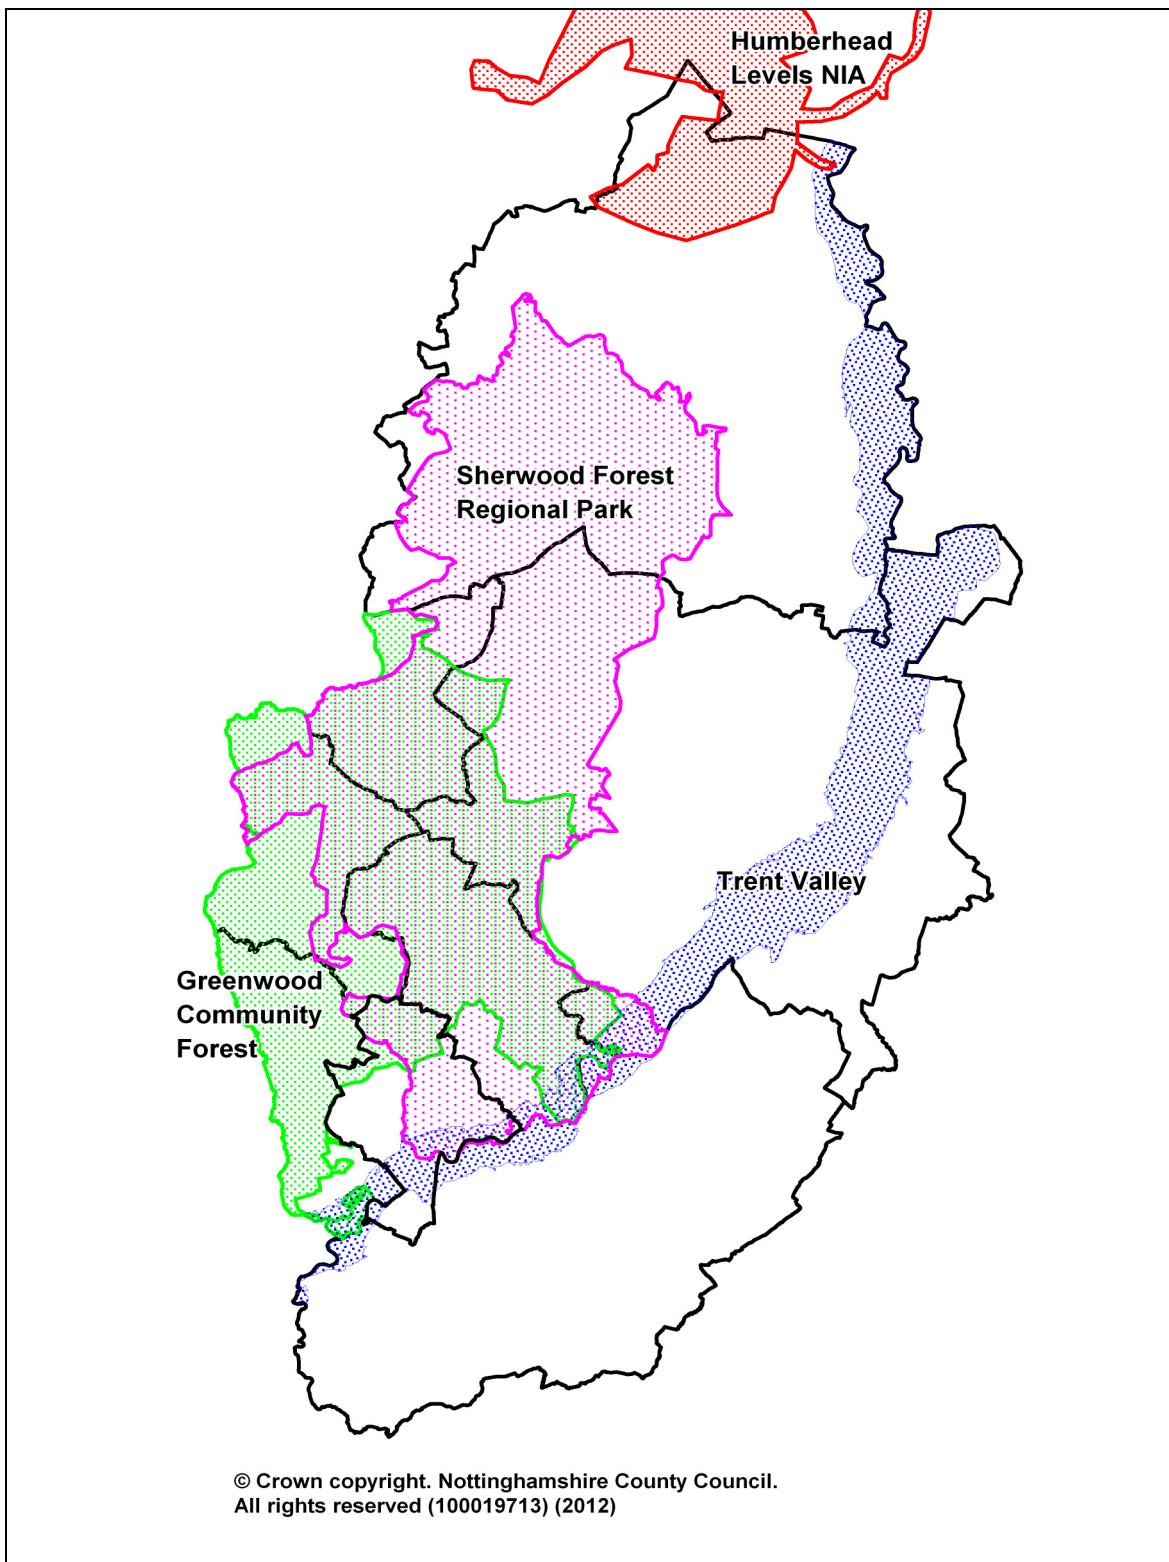 Humberhead
Levels NIA
Sherwood Forest
Regional Park
Trent Valley
Greenwood
Community
Forest
© Crown copyright. Nottinghamshire County Council.
All rights reserved (100019713) (2012)